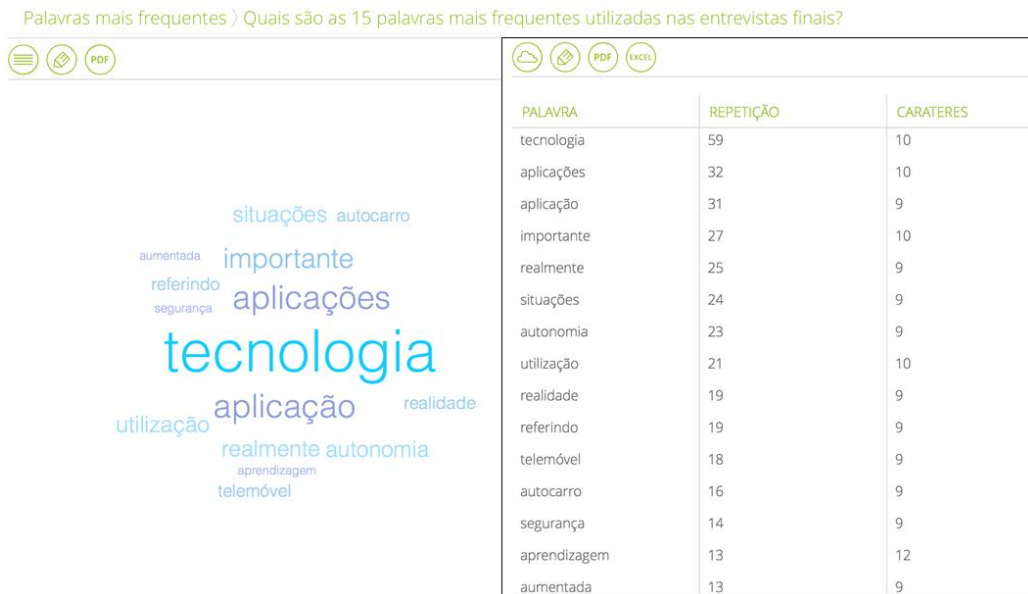 Palavras mais frequentes 〉Quais são as 15 palavras mais frequentes utilizadas nas entrevistas finais?
PDF
situações autocarro
aumentada importante
referindo
segurança aplicações
tecnologia
aplicação realidade
utilização
realmente autonomia
aprendizagem
telemóvel
PDF EXCEL
PALAVRA REPETIÇÃO CARATERES
tecnologia 59 10
aplicações 32 10
aplicação 31 9
importante 27 10
realmente 25 9
situações 24 9
autonomia 23 9
utilização 21 10
realidade 19 9
referindo 19 9
telemóvel 18 9
autocarro 16 9
segurança 14 9
aprendizagem 13 12
aumentada 13 9